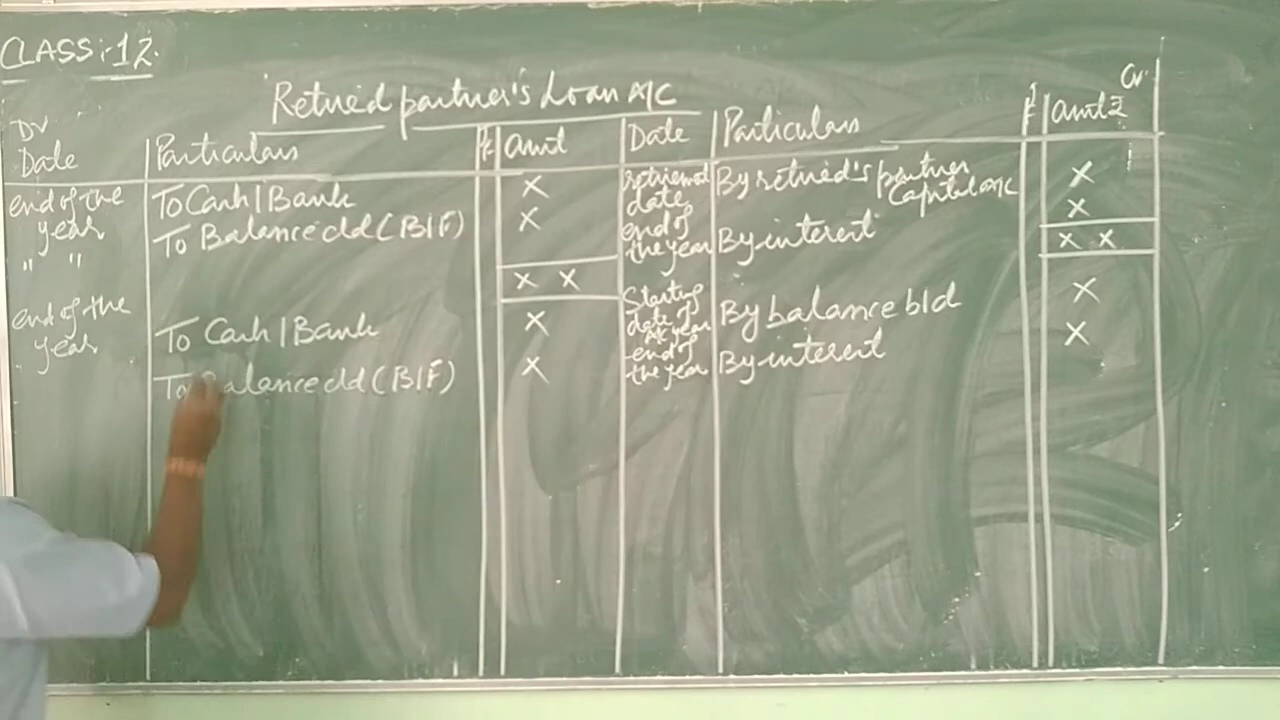 CLASS:-12.
Retired partner's Loan A/C
Dr
Cr
Date Particulars F Amt Date Particulars F Amt ₹
end of the year To Cash/Bank X date By retired's partner Capital A/C X
" " To Balance c/d (B/F) X end of the year By interest X
X X X X
end of the year To Cash/Bank X Starting date of year By balance b/d X
To Balance c/d (B/F) X end of the year By interest X